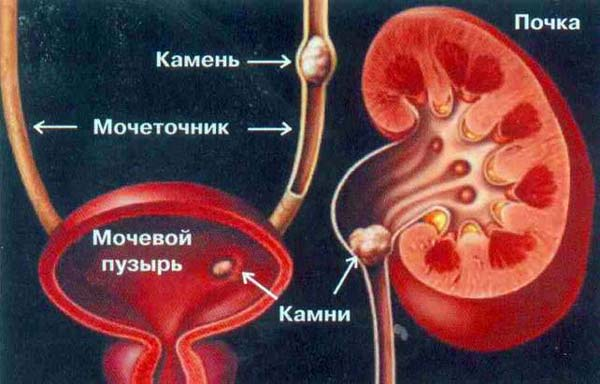 Почка
Камень
Мочеточник
Мочевой
пузырь
Камни